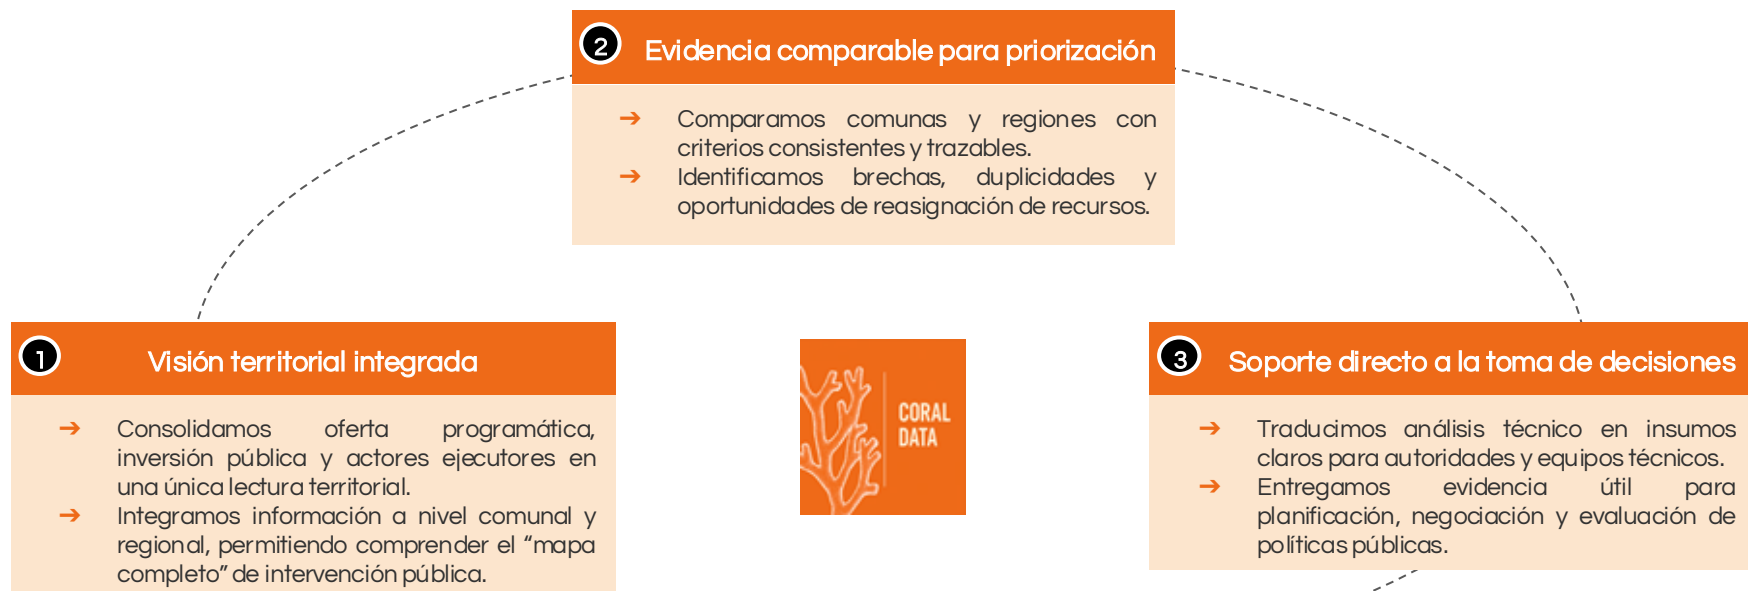 2
Evidencia comparable para priorización
➔ Comparamos comunas y regiones con
criterios consistentes y trazables.
➔ Identificamos brechas, duplicidades y
oportunidades de reasignación de recursos.
1
Visión territorial integrada
➔ Consolidamos oferta programática,
inversión pública y actores ejecutores en
una única lectura territorial.
➔ Integramos información a nivel comunal y
regional, permitiendo comprender el “mapa
completo” de intervención pública.
CORAL
DATA
3
Soporte directo a la toma de decisiones
➔ Traducimos análisis técnico en insumos
claros para autoridades y equipos técnicos.
➔ Entregamos evidencia útil para
planificación, negociación y evaluación de
políticas públicas.